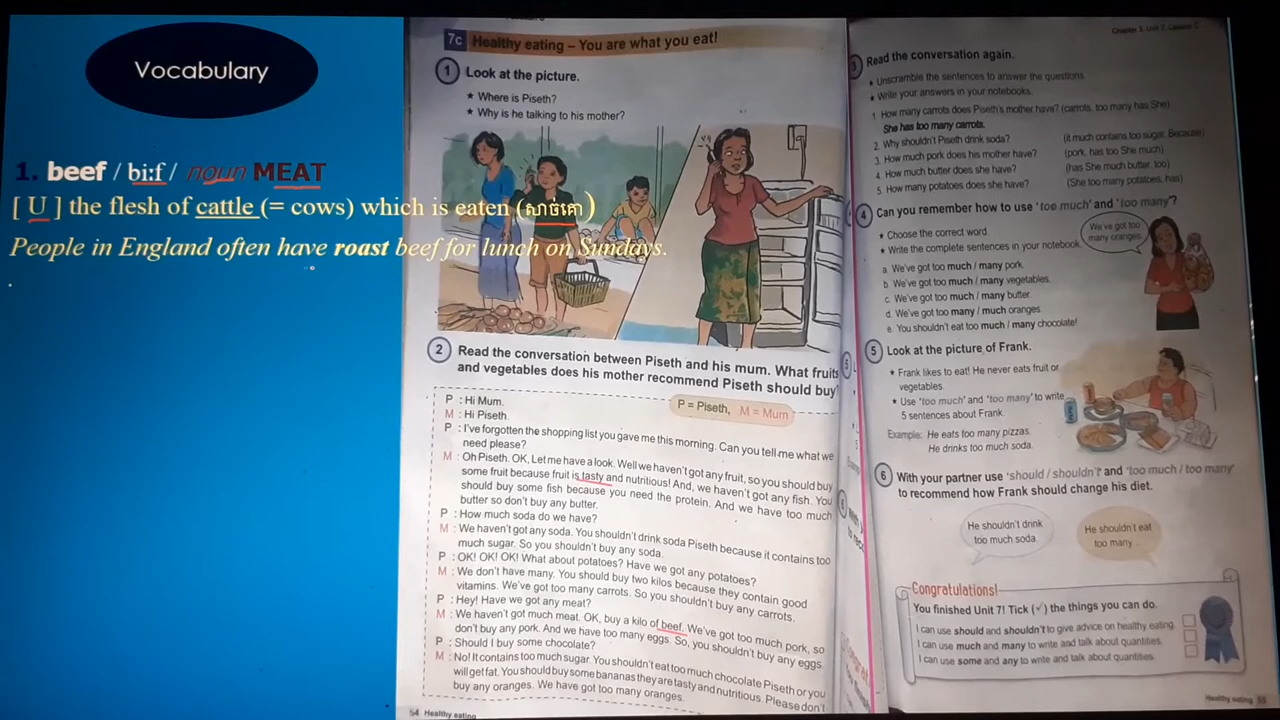 Vocabulary
1. beef / bi:f / noun MEAT
[ U ] the flesh of cattle (= cows) which is eaten (សាច់គោ)
People in England often have roast beef for lunch on Sundays.
.
7c Healthy eating – You are what you eat!
1 Look at the picture.
★ Where is Piseth?
★ Why is he talking to his mother?
2 Read the conversation between Piseth and his mum. What fruits
and vegetables does his mother recommend Piseth should buy?
P = Piseth, M = Mum
P : Hi Mum.
M : Hi Piseth.
P : I've forgotten the shopping list you gave me this morning. Can you tell me what we
need please?
M : Oh Piseth. OK, Let me have a look. Well we haven't got any fruit, so you should buy
some fruit because fruit is tasty and nutritious! And, we haven't got any fish. You
should buy some fish because you need the protein. And we have too much
butter so don't buy any butter.
P : How much soda do we have?
M : We haven't got any soda. You shouldn't drink soda Piseth because it contains too
much sugar. So you shouldn't buy any soda.
P : OK! OK! OK! What about potatoes? Have we got any potatoes?
M : We don't have many. You should buy two kilos because they contain good
vitamins. We've got too many carrots. So you shouldn't buy any carrots.
P : Hey! Have we got any meat?
M : We haven't got much meat. OK, buy a kilo of beef. We've got too much pork, so
don't buy any pork. And we have too many eggs. So, you shouldn't buy any eggs.
P : Should I buy some chocolate?
M : No! It contains too much sugar. You shouldn't eat too much chocolate Piseth or you
will get fat. You should buy some bananas they are tasty and nutritious. Please don't
buy any oranges. We have got too many oranges.
54 Healthy eating
Chapter 3, Unit 7, Lesson C
3 Read the conversation again.
★ Unscramble the sentences to answer the questions.
★ Write your answers in your notebooks.
1. How many carrots does Piseth's mother have? (carrots, too many has She)
She has too many carrots.
2. Why shouldn't Piseth drink soda? (it much contains too sugar. Because)
3. How much pork does his mother have? (pork, has too She much)
4. How much butter does she have? (has She much butter, too)
5. How many potatoes does she have? (She too many potatoes, has)
4 Can you remember how to use 'too much' and 'too many'?
★ Choose the correct word.
★ Write the complete sentences in your notebook.
We've got too
many oranges.
a. We've got too much / many pork.
b. We've got too much / many vegetables.
c. We've got too much / many butter.
d. We've got too many / much oranges.
e. You shouldn't eat too much / many chocolate!
5 Look at the picture of Frank.
★ Frank likes to eat! He never eats fruit or
vegetables.
★ Use 'too much' and 'too many' to write
5 sentences about Frank.
Example: He eats too many pizzas.
He drinks too much soda.
6 With your partner use 'should / shouldn't' and 'too much / too many'
to recommend how Frank should change his diet.
He shouldn't drink
too much soda.
He shouldn't eat
too many ...
Congratulations!
You finished Unit 7! Tick (✓) the things you can do.
I can use should and shouldn't to give advice on healthy eating.
I can use much and many to write and talk about quantities.
I can use some and any to write and talk about quantities.
Healthy eating 55